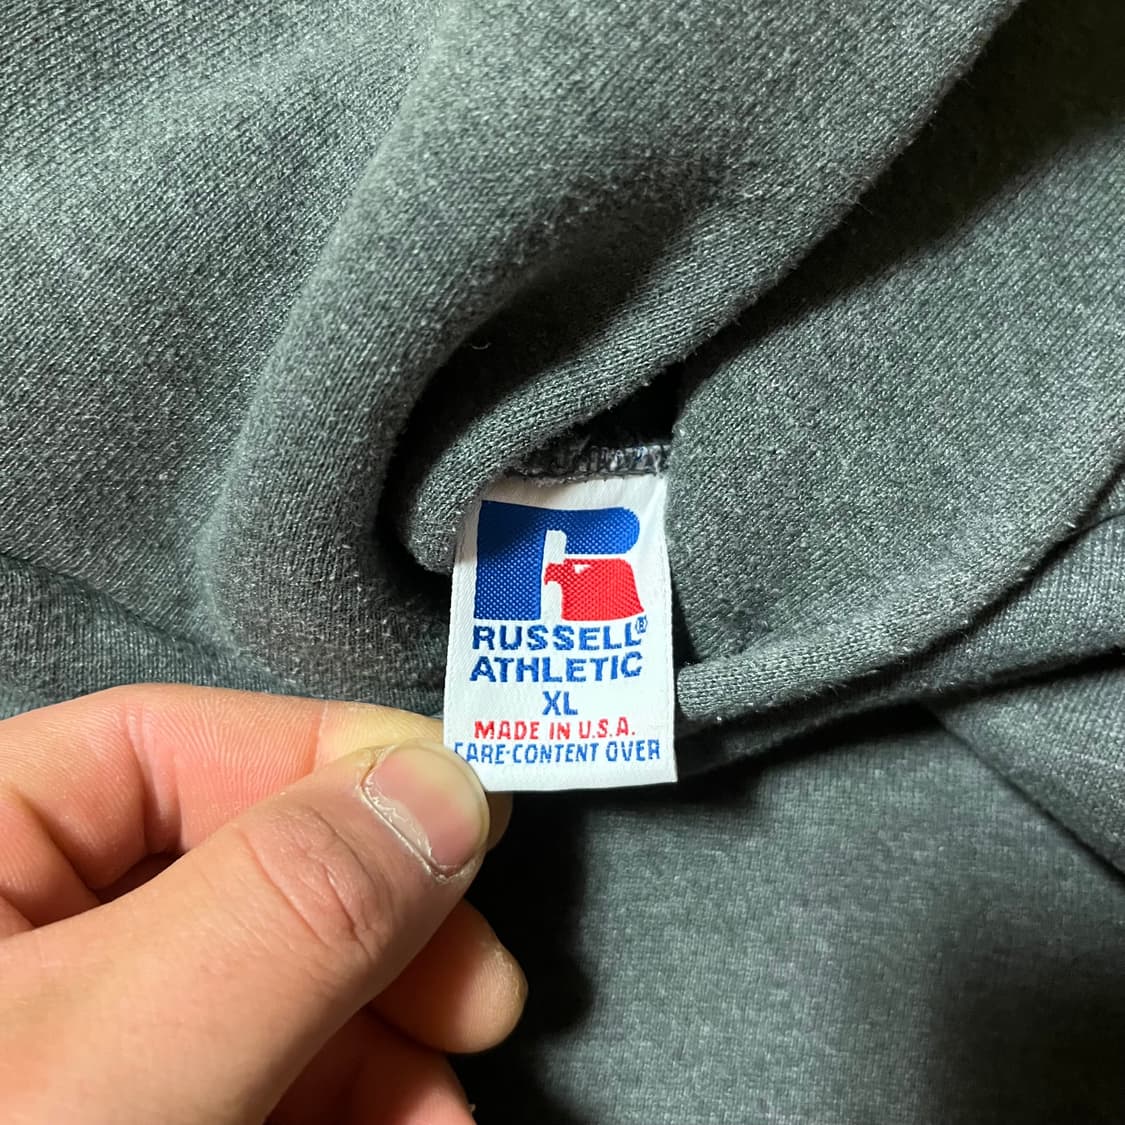 RUSSELL®
ATHLETIC
XL
MADE IN U.S.A.
CARE-CONTENT OVER